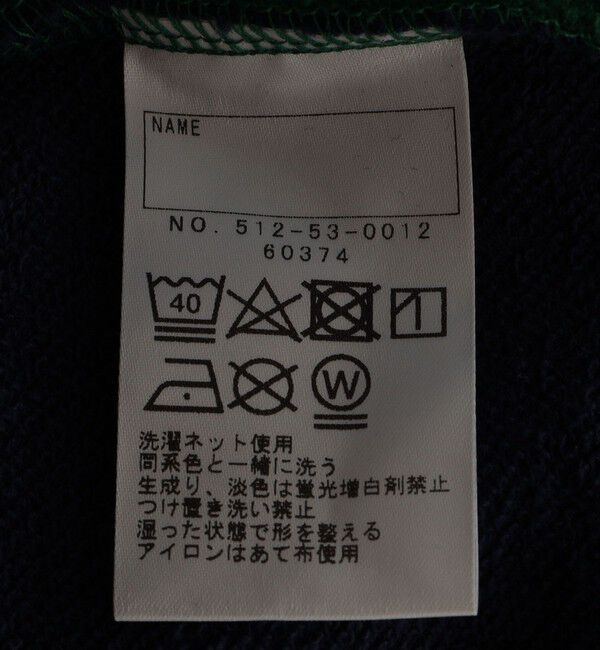 NAME
NO. 512-53-0012
60374
40
W
洗濯ネット使用
同系色と一緒に洗う
生成り、淡色は蛍光増白剤禁止
つけ置き洗い禁止
湿った状態で形を整える
アイロンはあて布使用